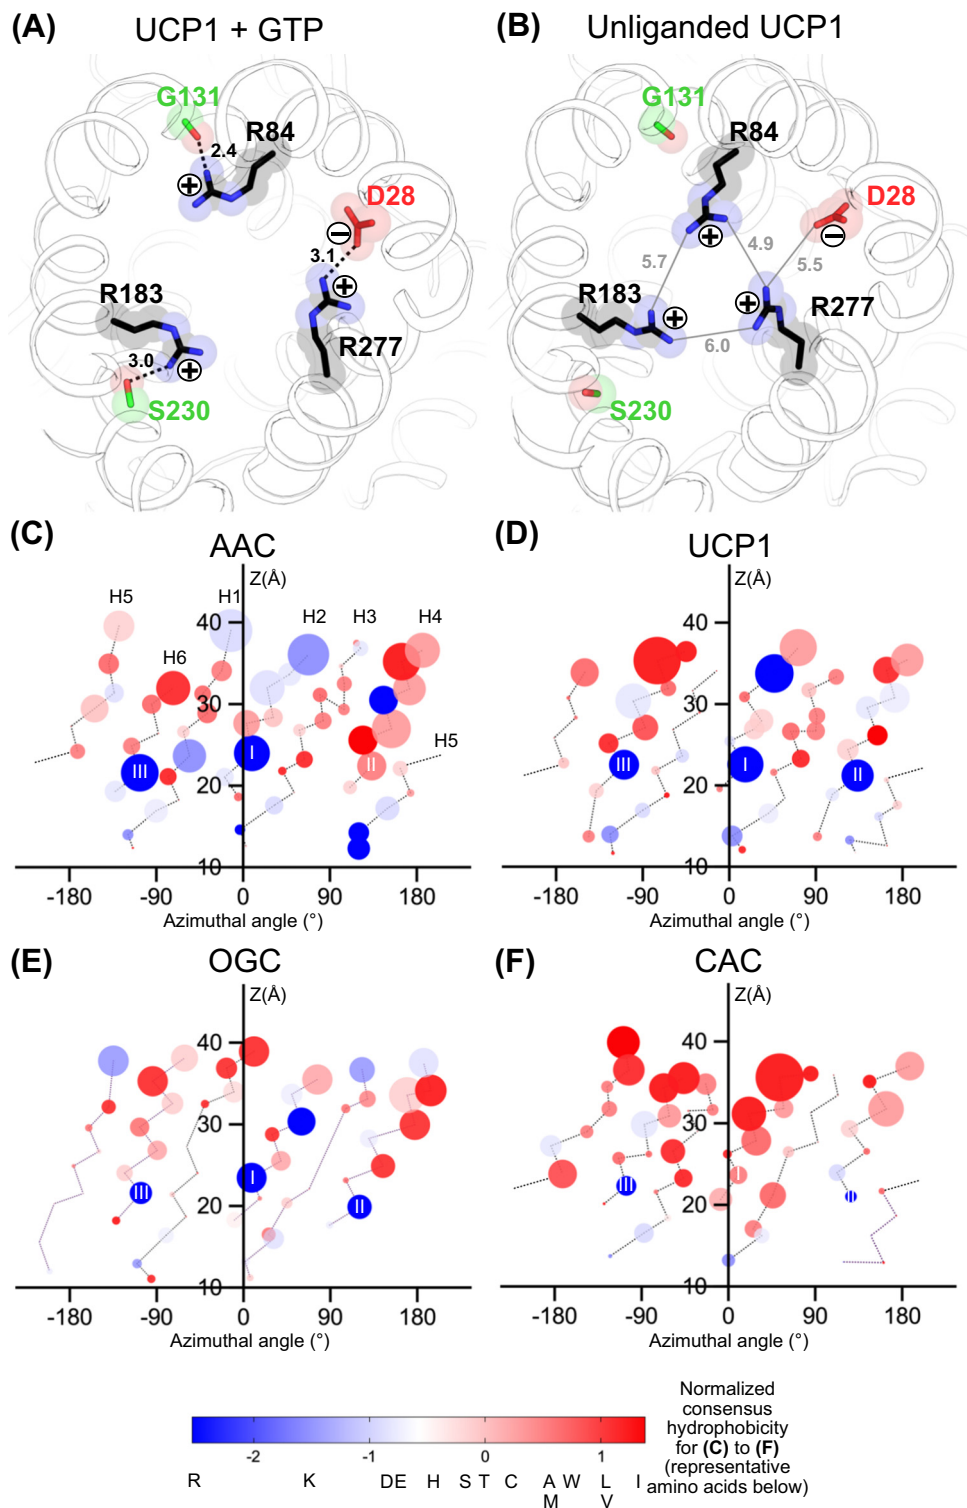 (A) UCP1 + GTP
G131
R84
2.4
+
D28
−
3.1
+
R183
R277
3.0
+
S230
(B) Unliganded UCP1
G131
R84
D28
+
−
4.9
5.7
5.5
R183
+
+
R277
6.0
S230
(C) AAC
Z(Å)
H5 H1 H2 H3 H4
H6
H5
I
II
III
40
30
20
10
-180 -90 0 90 180
Azimuthal angle (°)
(D) UCP1
Z(Å)
40
30
20
10
III I II
-180 -90 0 90 180
Azimuthal angle (°)
(E) OGC
Z(Å)
40
30
20
10
III I II
-180 -90 0 90 180
Azimuthal angle (°)
(F) CAC
Z(Å)
40
30
20
10
III I II
-180 -90 0 90 180
Azimuthal angle (°)
-2 -1 0 1
R K D E H S T C A W L I
M V
Normalized
consensus
hydrophobicity
for (C) to (F)
(representative
amino acids below)